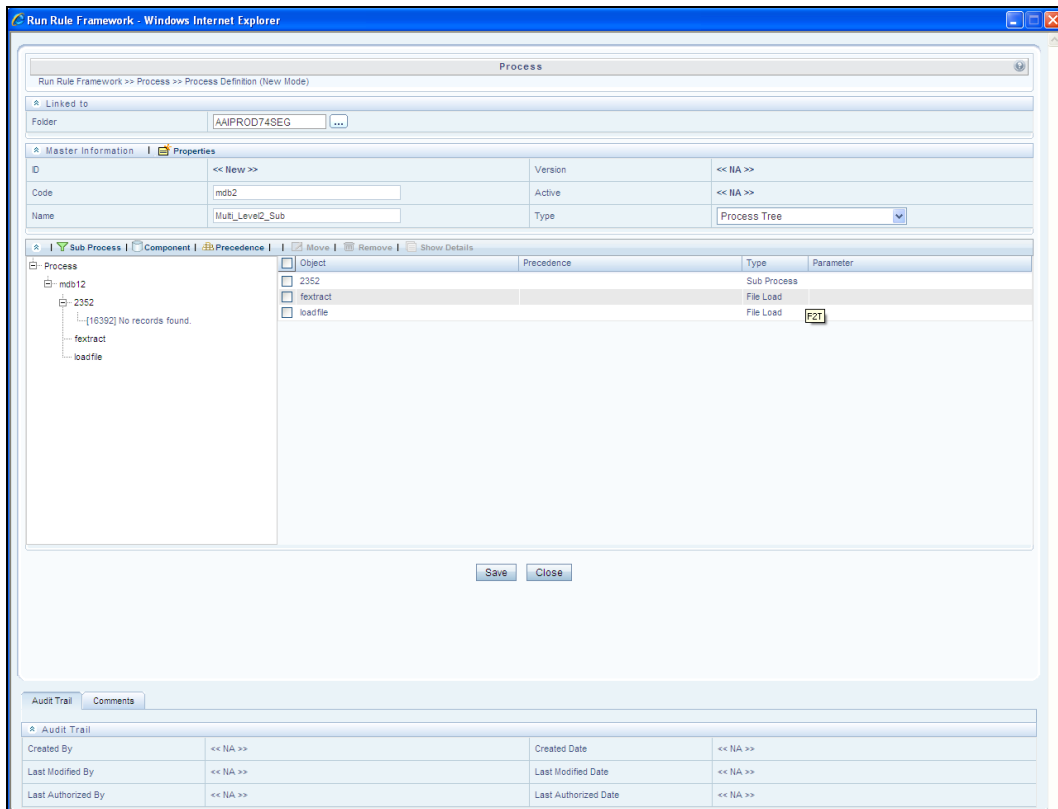 Run Rule Framework - Windows Internet Explorer
Process
Run Rule Framework >> Process >> Process Definition (New Mode)
Linked to
Folder AAIPROD74SEG ...
Master Information | Properties
ID << New >> Version << NA >>
Code mdb2 Active << NA >>
Name Multi_Level2_Sub Type Process Tree
| Sub Process | Component | Precedence | | Move | Remove | Show Details
Process
mdb12
2352
[16392] No records found.
fextract
loadfile
Object Precedence Type Parameter
2352 Sub Process
fextract File Load
loadfile File Load F2T
Save Close
Audit Trail Comments
Audit Trail
Created By << NA >> Created Date << NA >>
Last Modified By << NA >> Last Modified Date << NA >>
Last Authorized By << NA >> Last Authorized Date << NA >>